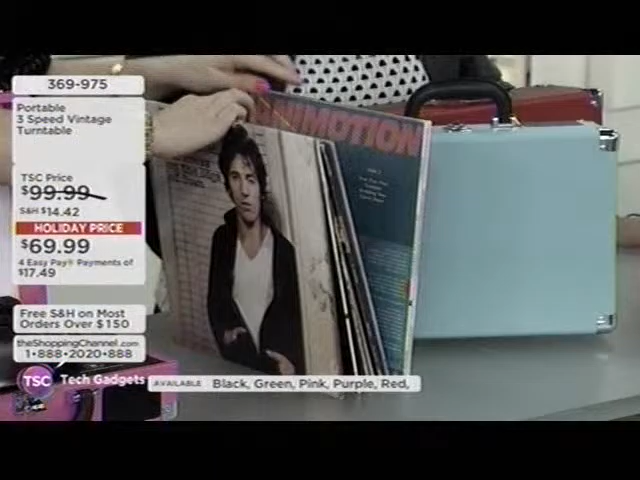 369-975
Portable
3 Speed Vintage
Turntable
TSC Price
$99.99
S&H $14.42
HOLIDAY PRICE
$69.99
4 Easy Pay® Payments of
$17.49
Free S&H on Most
Orders Over $150
theShoppingChannel.com
1•888•2020•888
TSC Tech Gadgets
AVAILABLE Black, Green, Pink, Purple, Red,
ANIMOTION